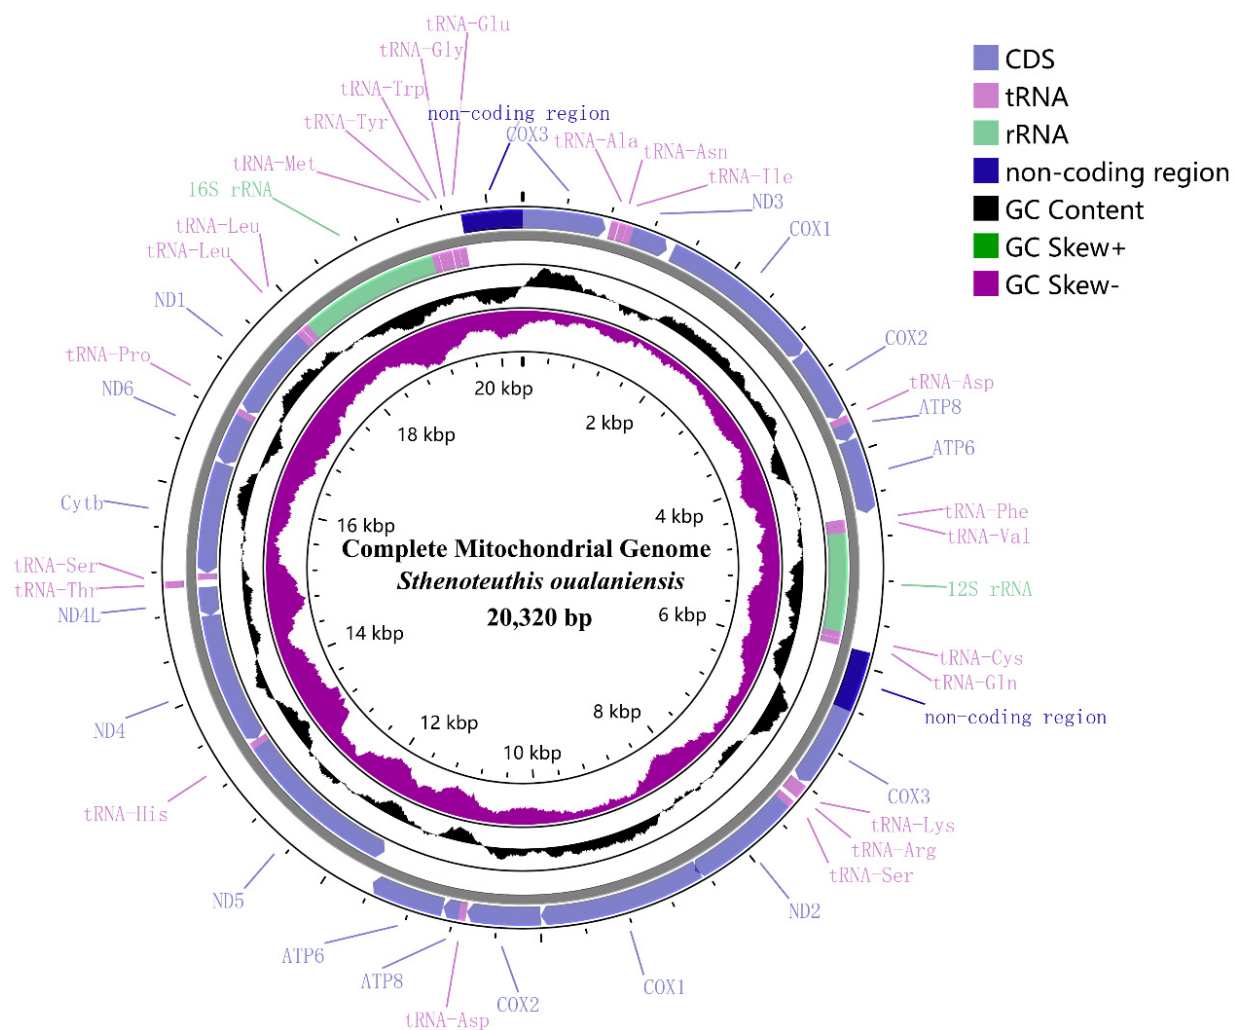 tRNA-Glu
tRNA-Gly
tRNA-Trp
tRNA-Tyr
tRNA-Met
16S rRNA
tRNA-Leu
tRNA-Leu
ND1
tRNA-Pro
ND6
Cytb
tRNA-Ser
tRNA-Thr
ND4L
ND4
tRNA-His
ND5
ATP6
ATP8
tRNA-Asp
COX2
COX1
ND2
tRNA-Ser
tRNA-Arg
tRNA-Lys
COX3
non-coding region
tRNA-Gln
tRNA-Cys
12S rRNA
tRNA-Val
tRNA-Phe
ATP6
ATP8
tRNA-Asp
COX2
COX1
ND3
tRNA-Ile
tRNA-Asn
tRNA-Ala
COX3
non-coding region
CDS
tRNA
rRNA
non-coding region
GC Content
GC Skew+
GC Skew-
20 kbp
2 kbp
4 kbp
6 kbp
8 kbp
10 kbp
12 kbp
14 kbp
16 kbp
18 kbp
Complete Mitochondrial Genome
Sthenoteuthis oualaniensis
20,320 bp